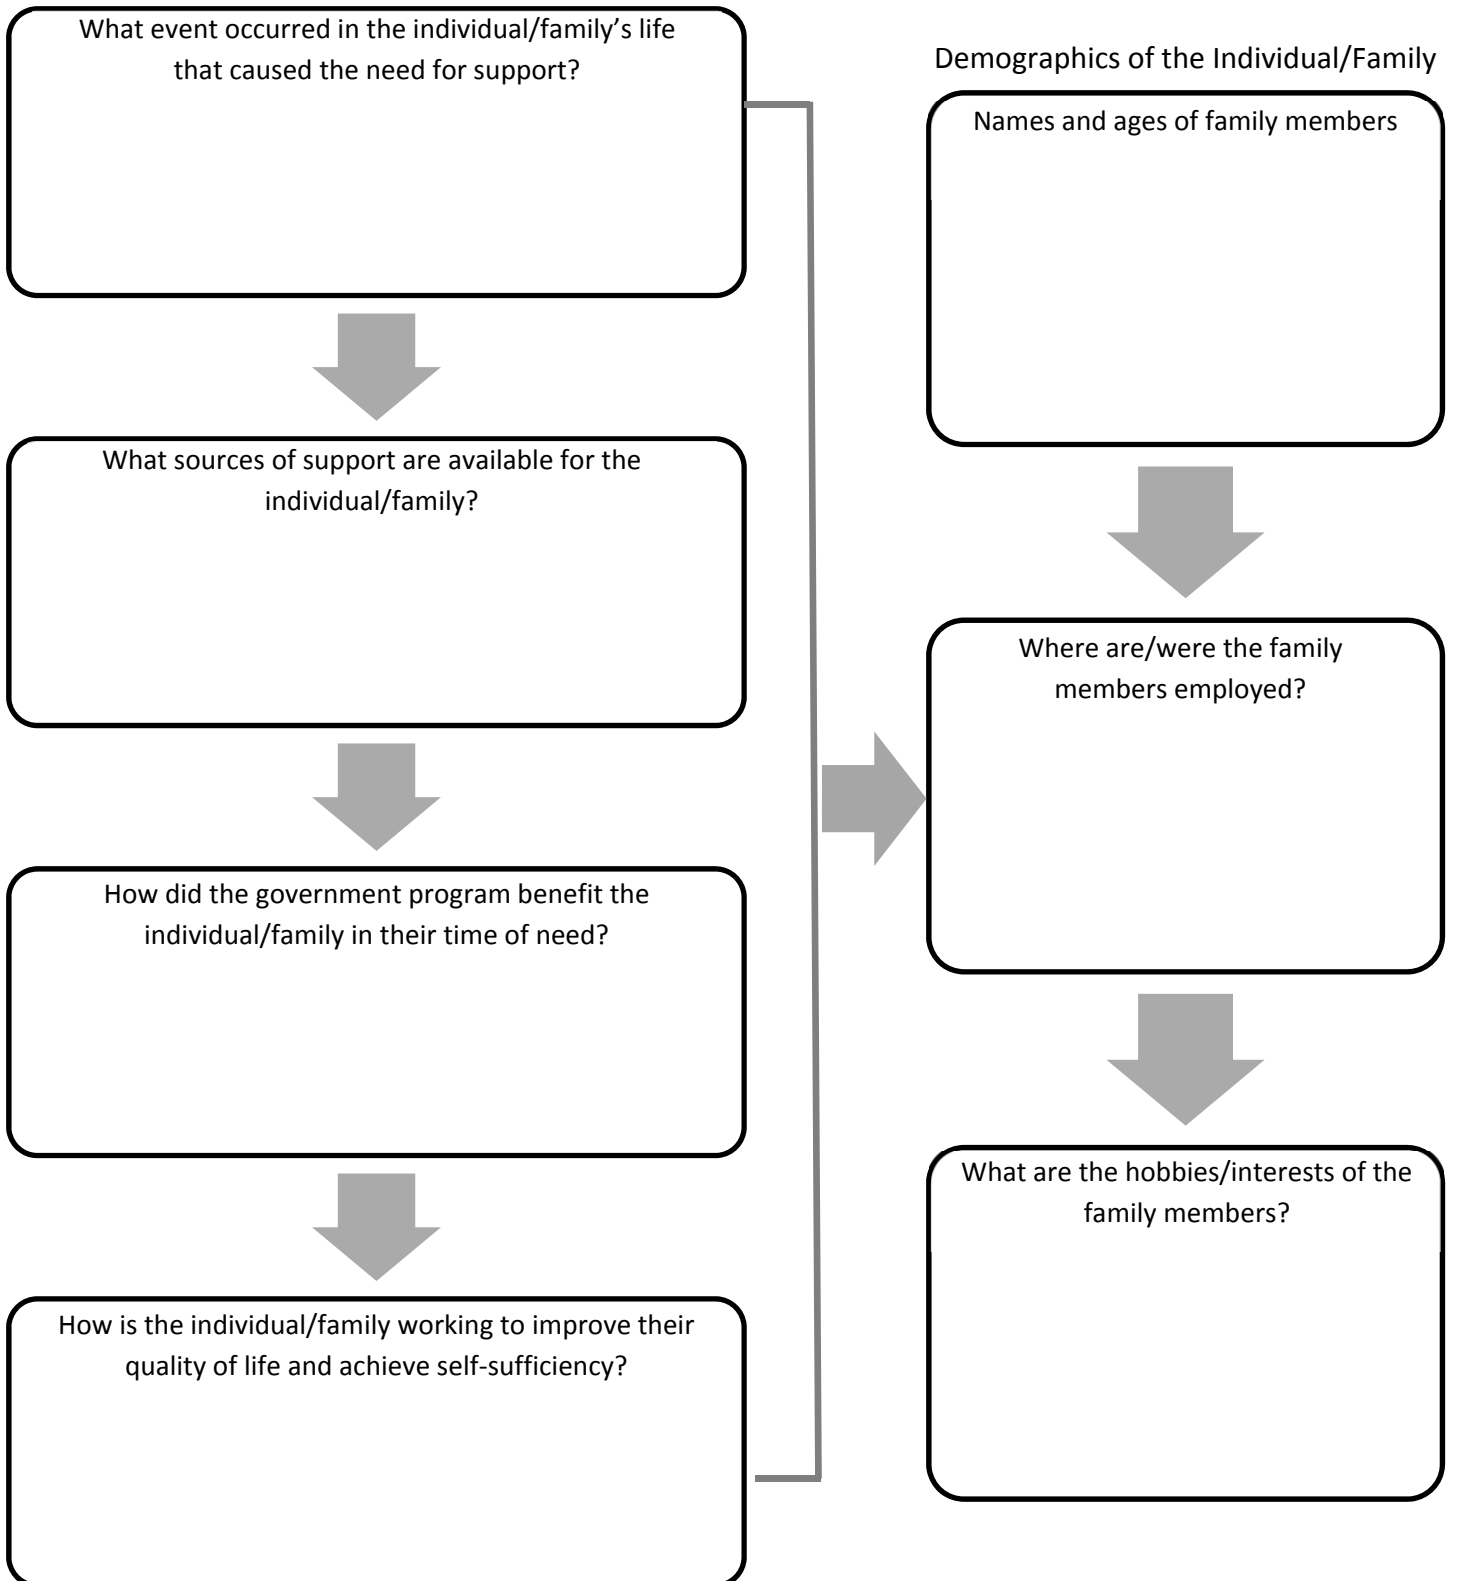 What event occurred in the individual/family’s life
that caused the need for support?
What sources of support are available for the
individual/family?
How did the government program benefit the
individual/family in their time of need?
How is the individual/family working to improve their
quality of life and achieve self-sufficiency?
Demographics of the Individual/Family
Names and ages of family members
Where are/were the family
members employed?
What are the hobbies/interests of the
family members?